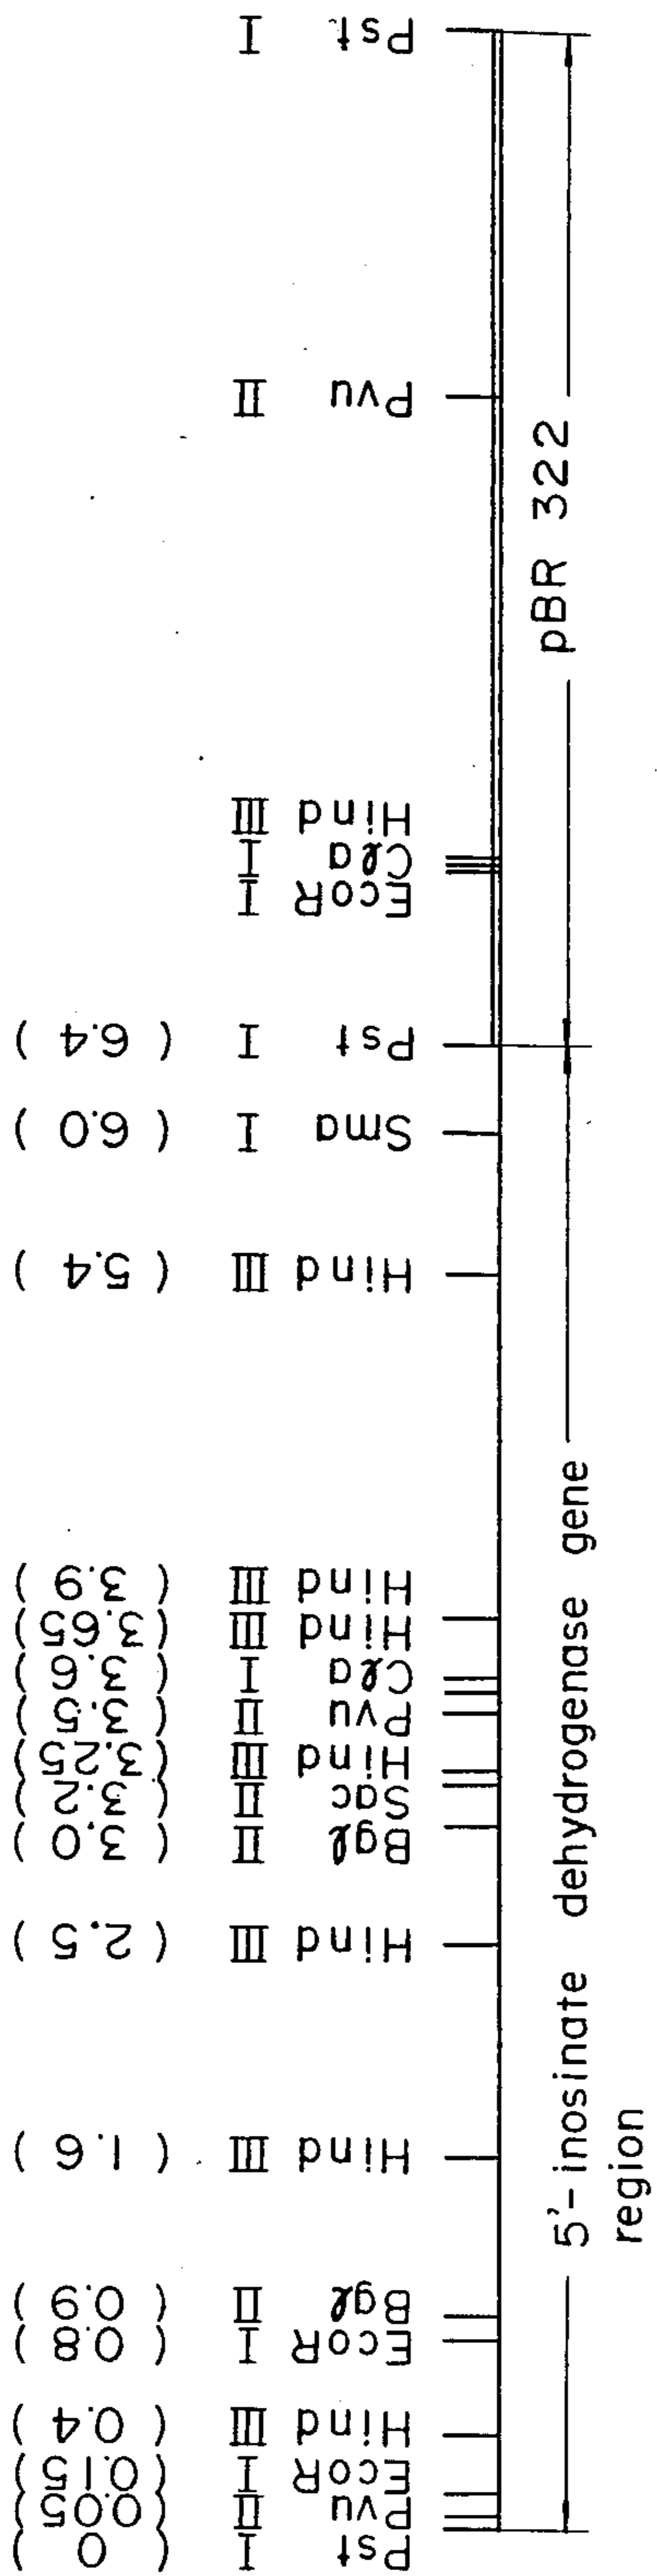 Pst I
Pvu II
Hind III
Cla I
EcoR I
Pst I ( 6.4 )
Sma I ( 6.0 )
Hind III ( 5.4 )
Hind III ( 3.9 )
Hind III ( 3.65 )
Cla I ( 3.6 )
Pvu II ( 3.5 )
Hind III ( 3.25 )
Sac II ( 3.2 )
Bgl II ( 3.0 )
Hind III ( 2.5 )
Hind III ( 1.6 )
Bgl II ( 0.9 )
EcoR I ( 0.8 )
Hind III ( 0.4 )
EcoR I ( 0.15 )
Pvu II ( 0.05 )
Pst I ( 0 )
5'-inosinate dehydrogenase gene
region
pBR 322